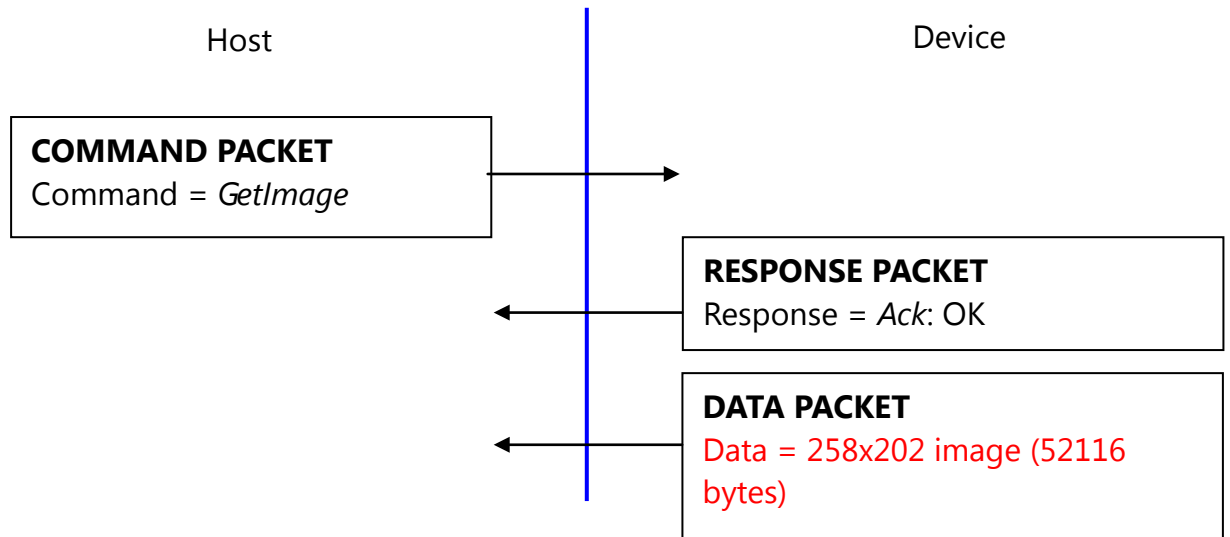 Host
Device
COMMAND PACKET
Command = GetImage
RESPONSE PACKET
Response = Ack: OK
DATA PACKET
Data = 258x202 image (52116
bytes)